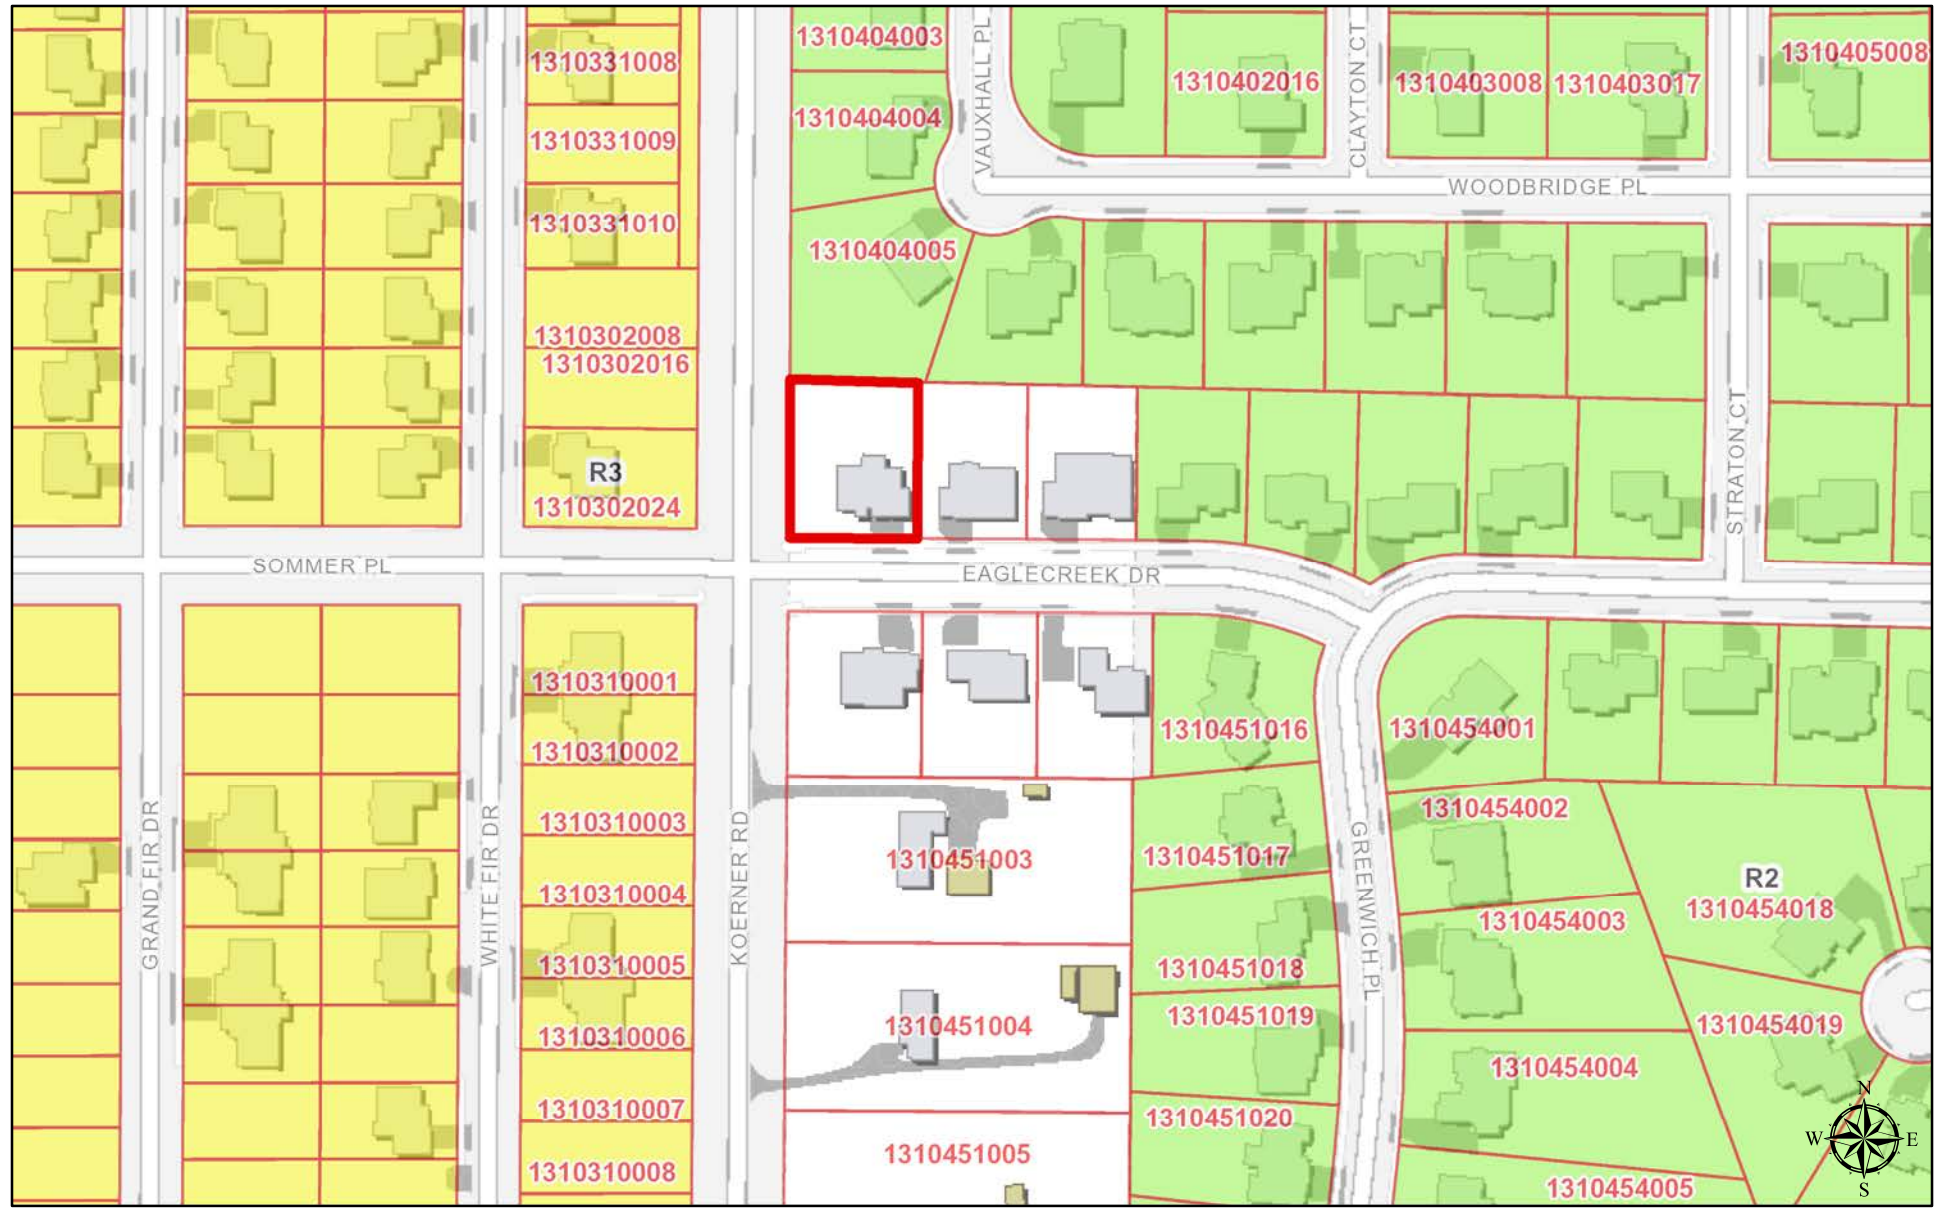 1310404003
VAUXHALL PL
CLAYTON CT
1310405008
1310331008
1310402016
1310403008
1310403017
1310404004
1310331009
WOODBRIDGE PL
1310331010
1310404005
1310302008
1310302016
STRATON CT
R3
1310302024
SOMMER PL
EAGLECREEK DR
1310310001
1310451016
1310454001
1310310002
1310454002
1310310003
GRAND FIR DR
WHITE FIR DR
KOERNER RD
1310451003
1310451017
GREENWICH PL
R2
1310310004
1310454018
1310454003
1310310005
1310451018
1310451019
1310451004
1310454019
1310310006
1310454004
N
1310310007
1310451020
W
E
1310451005
1310310008
1310454005
S